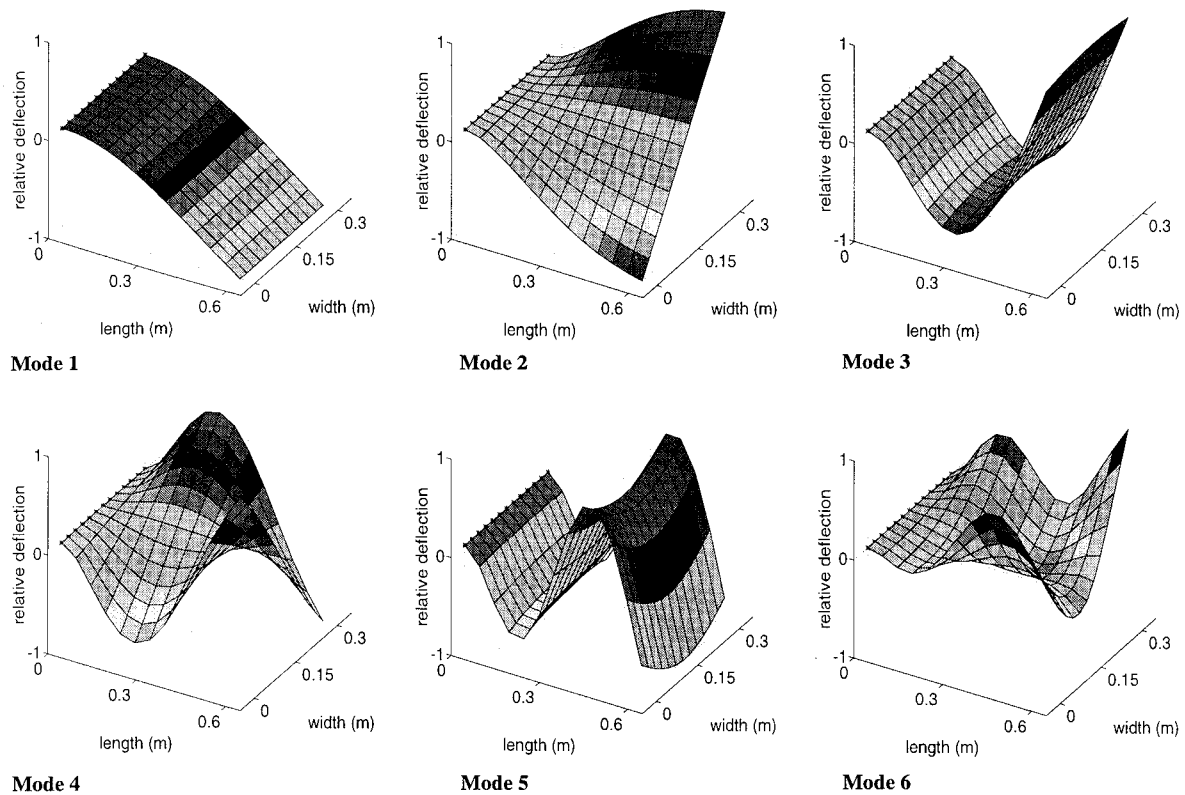 1
0
-1
relative deflection
0
0.3
0.6
length (m)
0
0.15
0.3
width (m)
Mode 1
1
0
-1
relative deflection
0
0.3
0.6
length (m)
0
0.15
0.3
width (m)
Mode 2
1
0
-1
relative deflection
0
0.3
0.6
length (m)
0
0.15
0.3
width (m)
Mode 3
1
0
-1
relative deflection
0
0.3
0.6
length (m)
0
0.15
0.3
width (m)
Mode 4
1
0
-1
relative deflection
0
0.3
0.6
length (m)
0
0.15
0.3
width (m)
Mode 5
1
0
-1
relative deflection
0
0.3
0.6
length (m)
0
0.15
0.3
width (m)
Mode 6